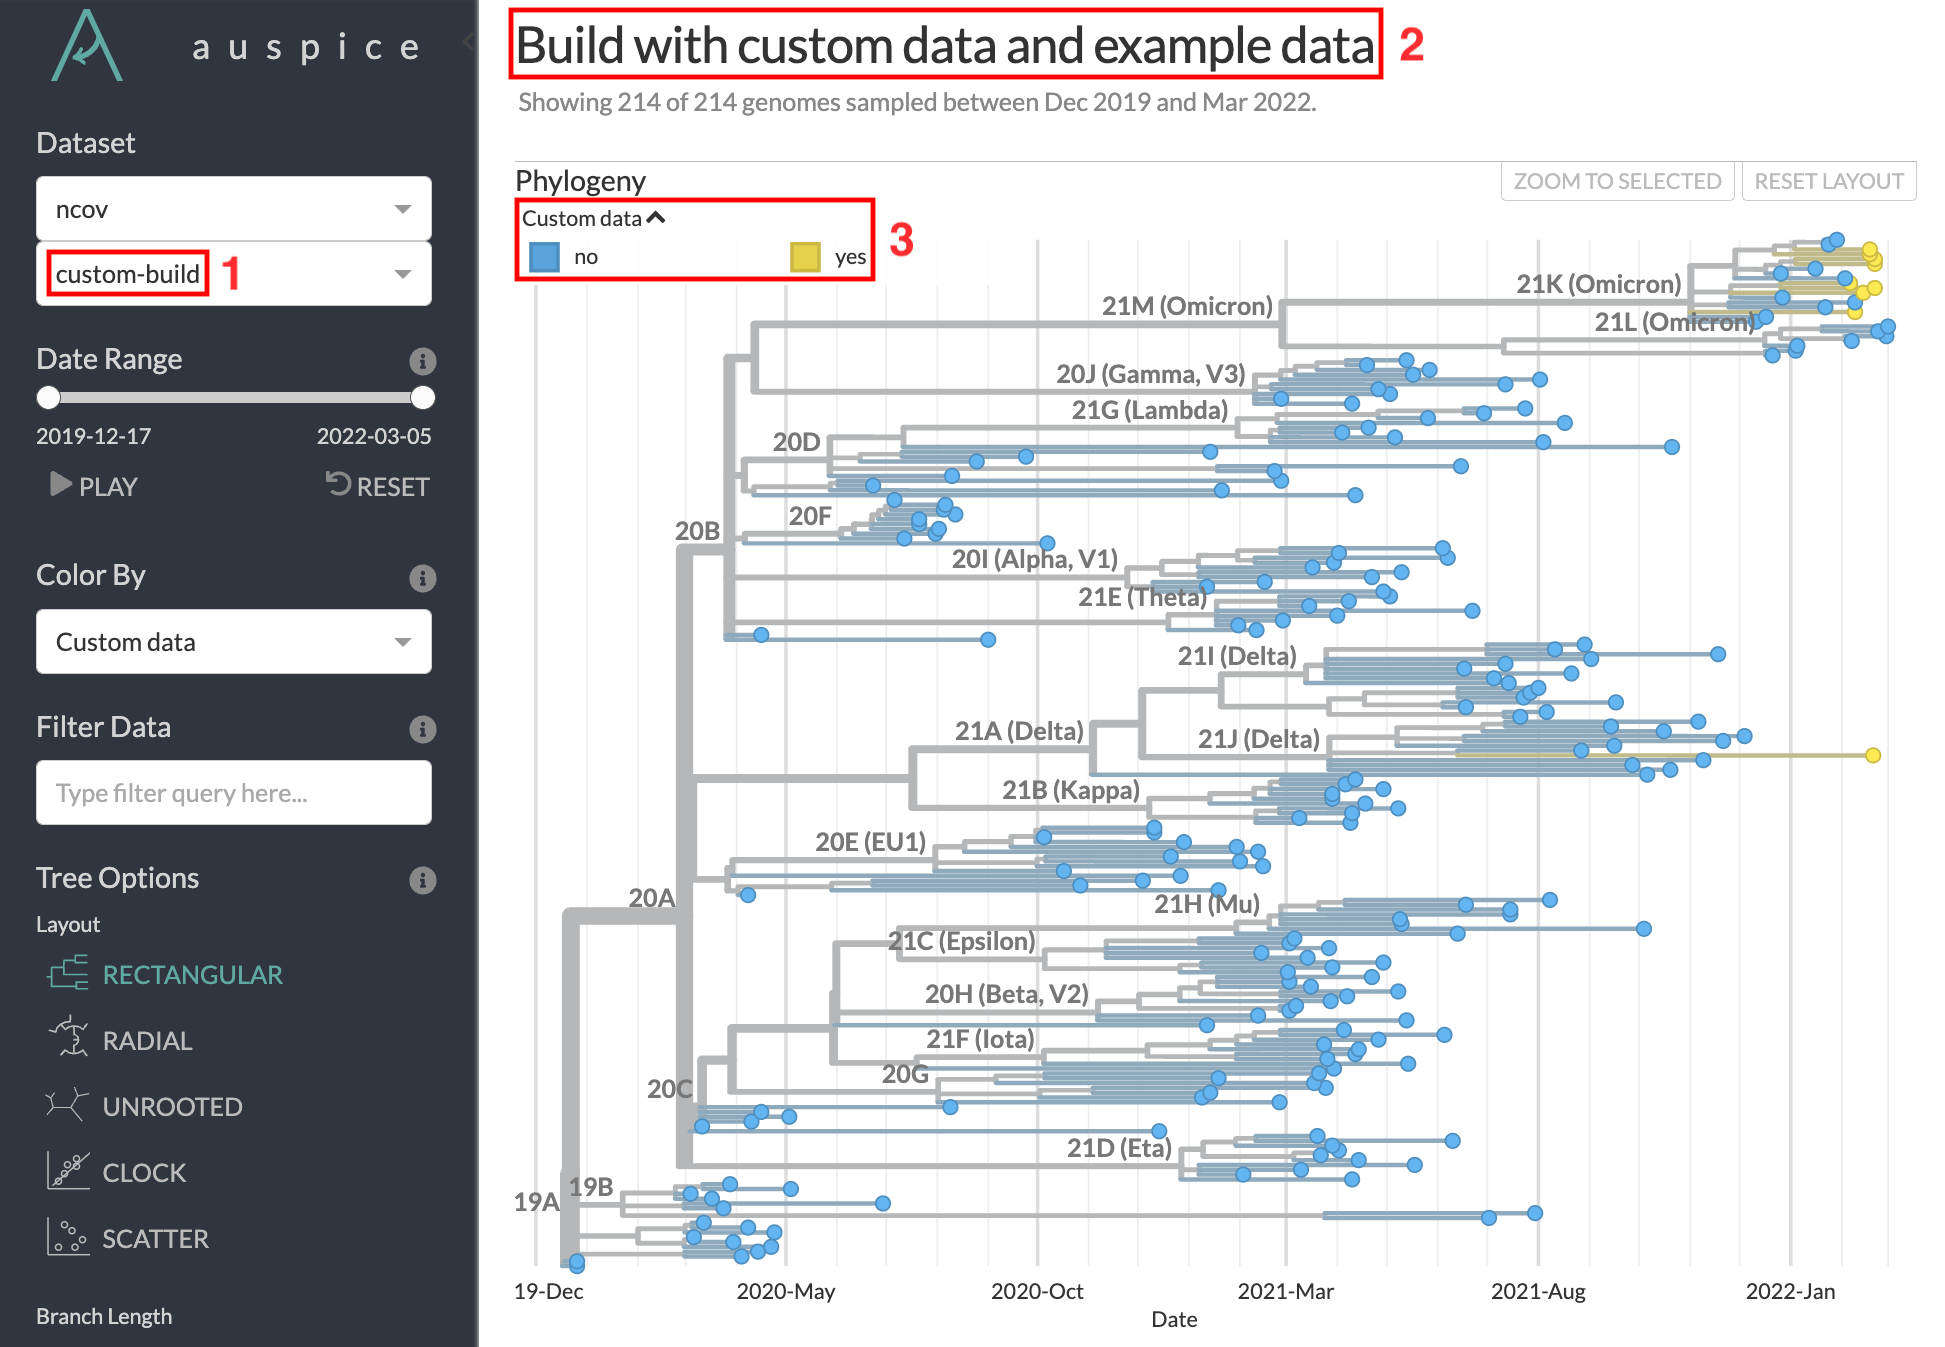 auspice
Dataset
ncov
custom-build
1
Date Range
2019-12-17 2022-03-05
PLAY RESET
Color By
Custom data
Filter Data
Type filter query here...
Tree Options
Layout
RECTANGULAR
RADIAL
UNROOTED
CLOCK
SCATTER
Branch Length
Build with custom data and example data
2
Showing 214 of 214 genomes sampled between Dec 2019 and Mar 2022.
Phylogeny
ZOOM TO SELECTED
RESET LAYOUT
Custom data
no yes
3
21K (Omicron)
21M (Omicron)
21L (Omicron)
20J (Gamma, V3)
21G (Lambda)
20D
20F
20B
20I (Alpha, V1)
21E (Theta)
21I (Delta)
21A (Delta)
21J (Delta)
21B (Kappa)
20E (EU1)
20A
21H (Mu)
21C (Epsilon)
20H (Beta, V2)
21F (Iota)
20G
20C
21D (Eta)
19B
19A
19-Dec 2020-May 2020-Oct 2021-Mar 2021-Aug 2022-Jan
Date